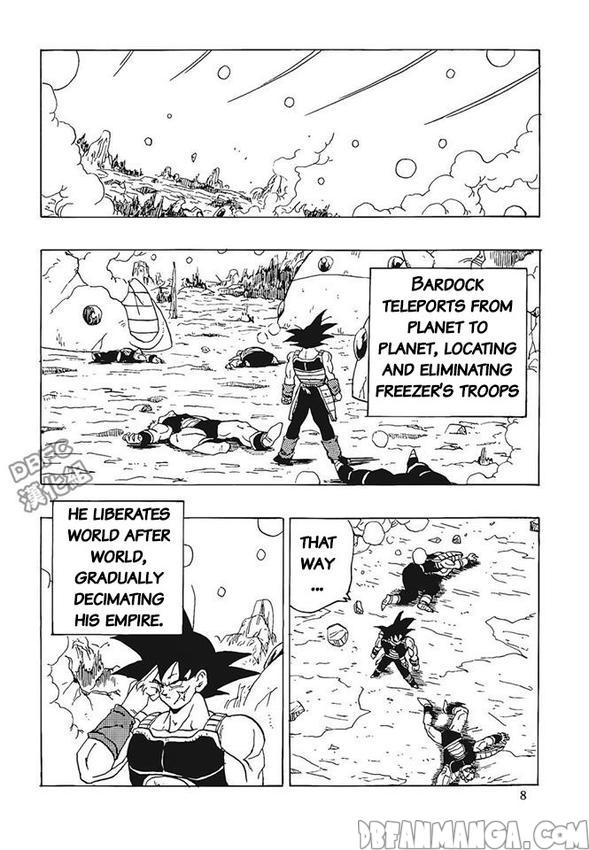 BARDOCK
TELEPORTS FROM
PLANET TO
PLANET, LOCATING
AND ELIMINATING
FREEZER'S TROOPS
DBFC
漢化組
HE LIBERATES
WORLD AFTER
WORLD,
GRADUALLY
DECIMATING
HIS EMPIRE.
THAT
WAY
...
8
DBFANMANGA.COM